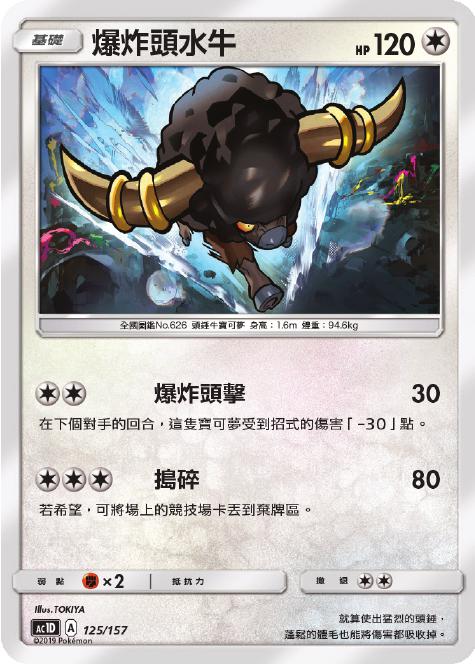 基礎 爆炸頭水牛 HP 120
全國圖鑑No.626 頭錘牛寶可夢 身高：1.6m 體重：94.6kg
爆炸頭擊 30
在下個對手的回合，這隻寶可夢受到招式的傷害「-30」點。
搗碎 80
若希望，可將場上的競技場卡丟到棄牌區。
弱點 ×2 抵抗力 撤退
Illus.TOKIYA
AC1D A 125/157
©2019 Pokémon
就算使出猛烈的頭錘，
蓬鬆的體毛也能將傷害都吸收掉。